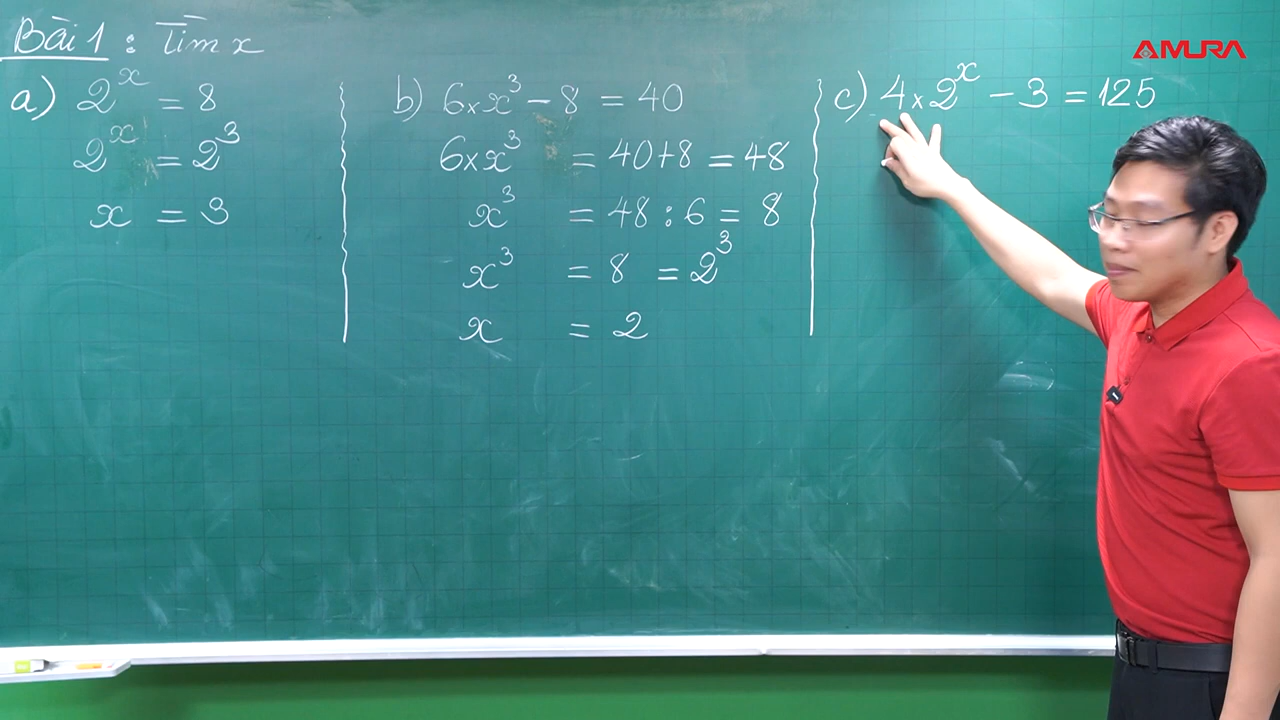 Bài 1 : Tìm x
AMURA
a) 2^x = 8
2^x = 2^3
x = 3
b) 6 × x^3 - 8 = 40
6 × x^3 = 40+8 = 48
x^3 = 48 : 6 = 8
x^3 = 8 = 2^3
x = 2
c) 4 × 2^x - 3 = 125